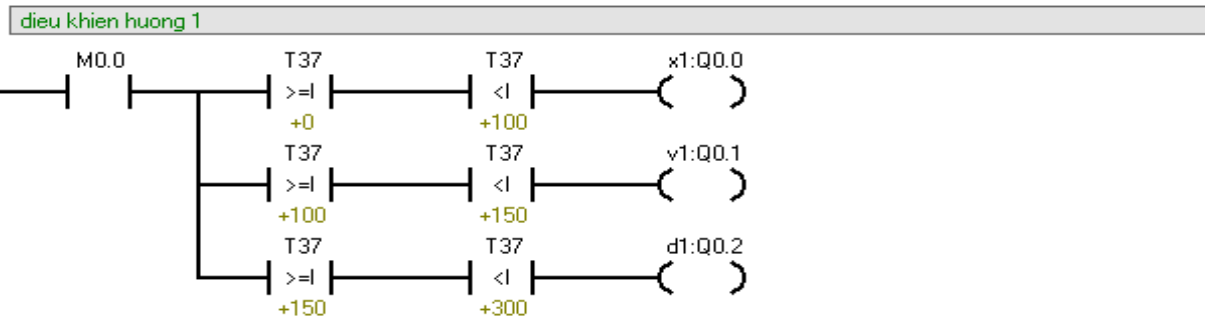 dieu khien huong 1
M0.0 T37 T37 x1:Q0.0
>=I <I
+0 +100
T37 T37 v1:Q0.1
>=I <I
+100 +150
T37 T37 d1:Q0.2
>=I <I
+150 +300